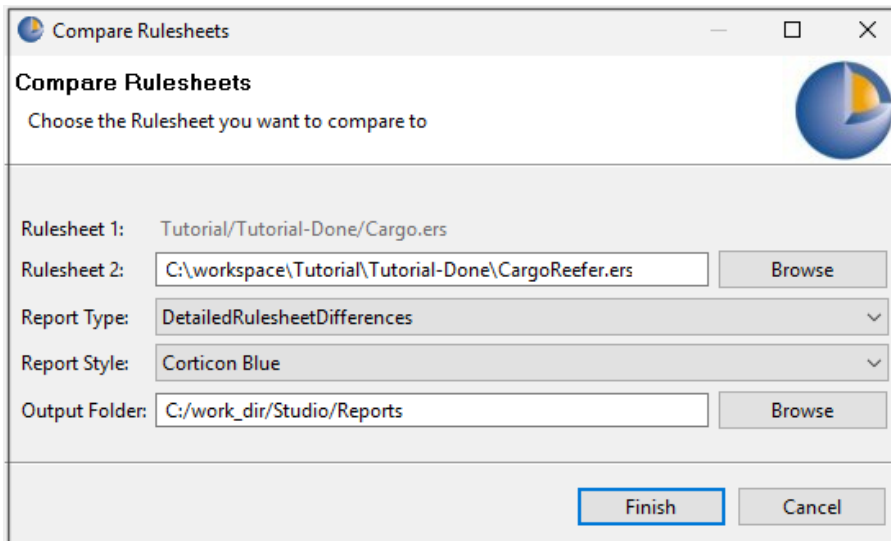 Compare Rulesheets
Compare Rulesheets
Choose the Rulesheet you want to compare to
Rulesheet 1: Tutorial/Tutorial-Done/Cargo.ers
Rulesheet 2: C:\workspace\Tutorial\Tutorial-Done\CargoReefer.ers Browse
Report Type: DetailedRulesheetDifferences
Report Style: Corticon Blue
Output Folder: C:/work_dir/Studio/Reports Browse
Finish Cancel